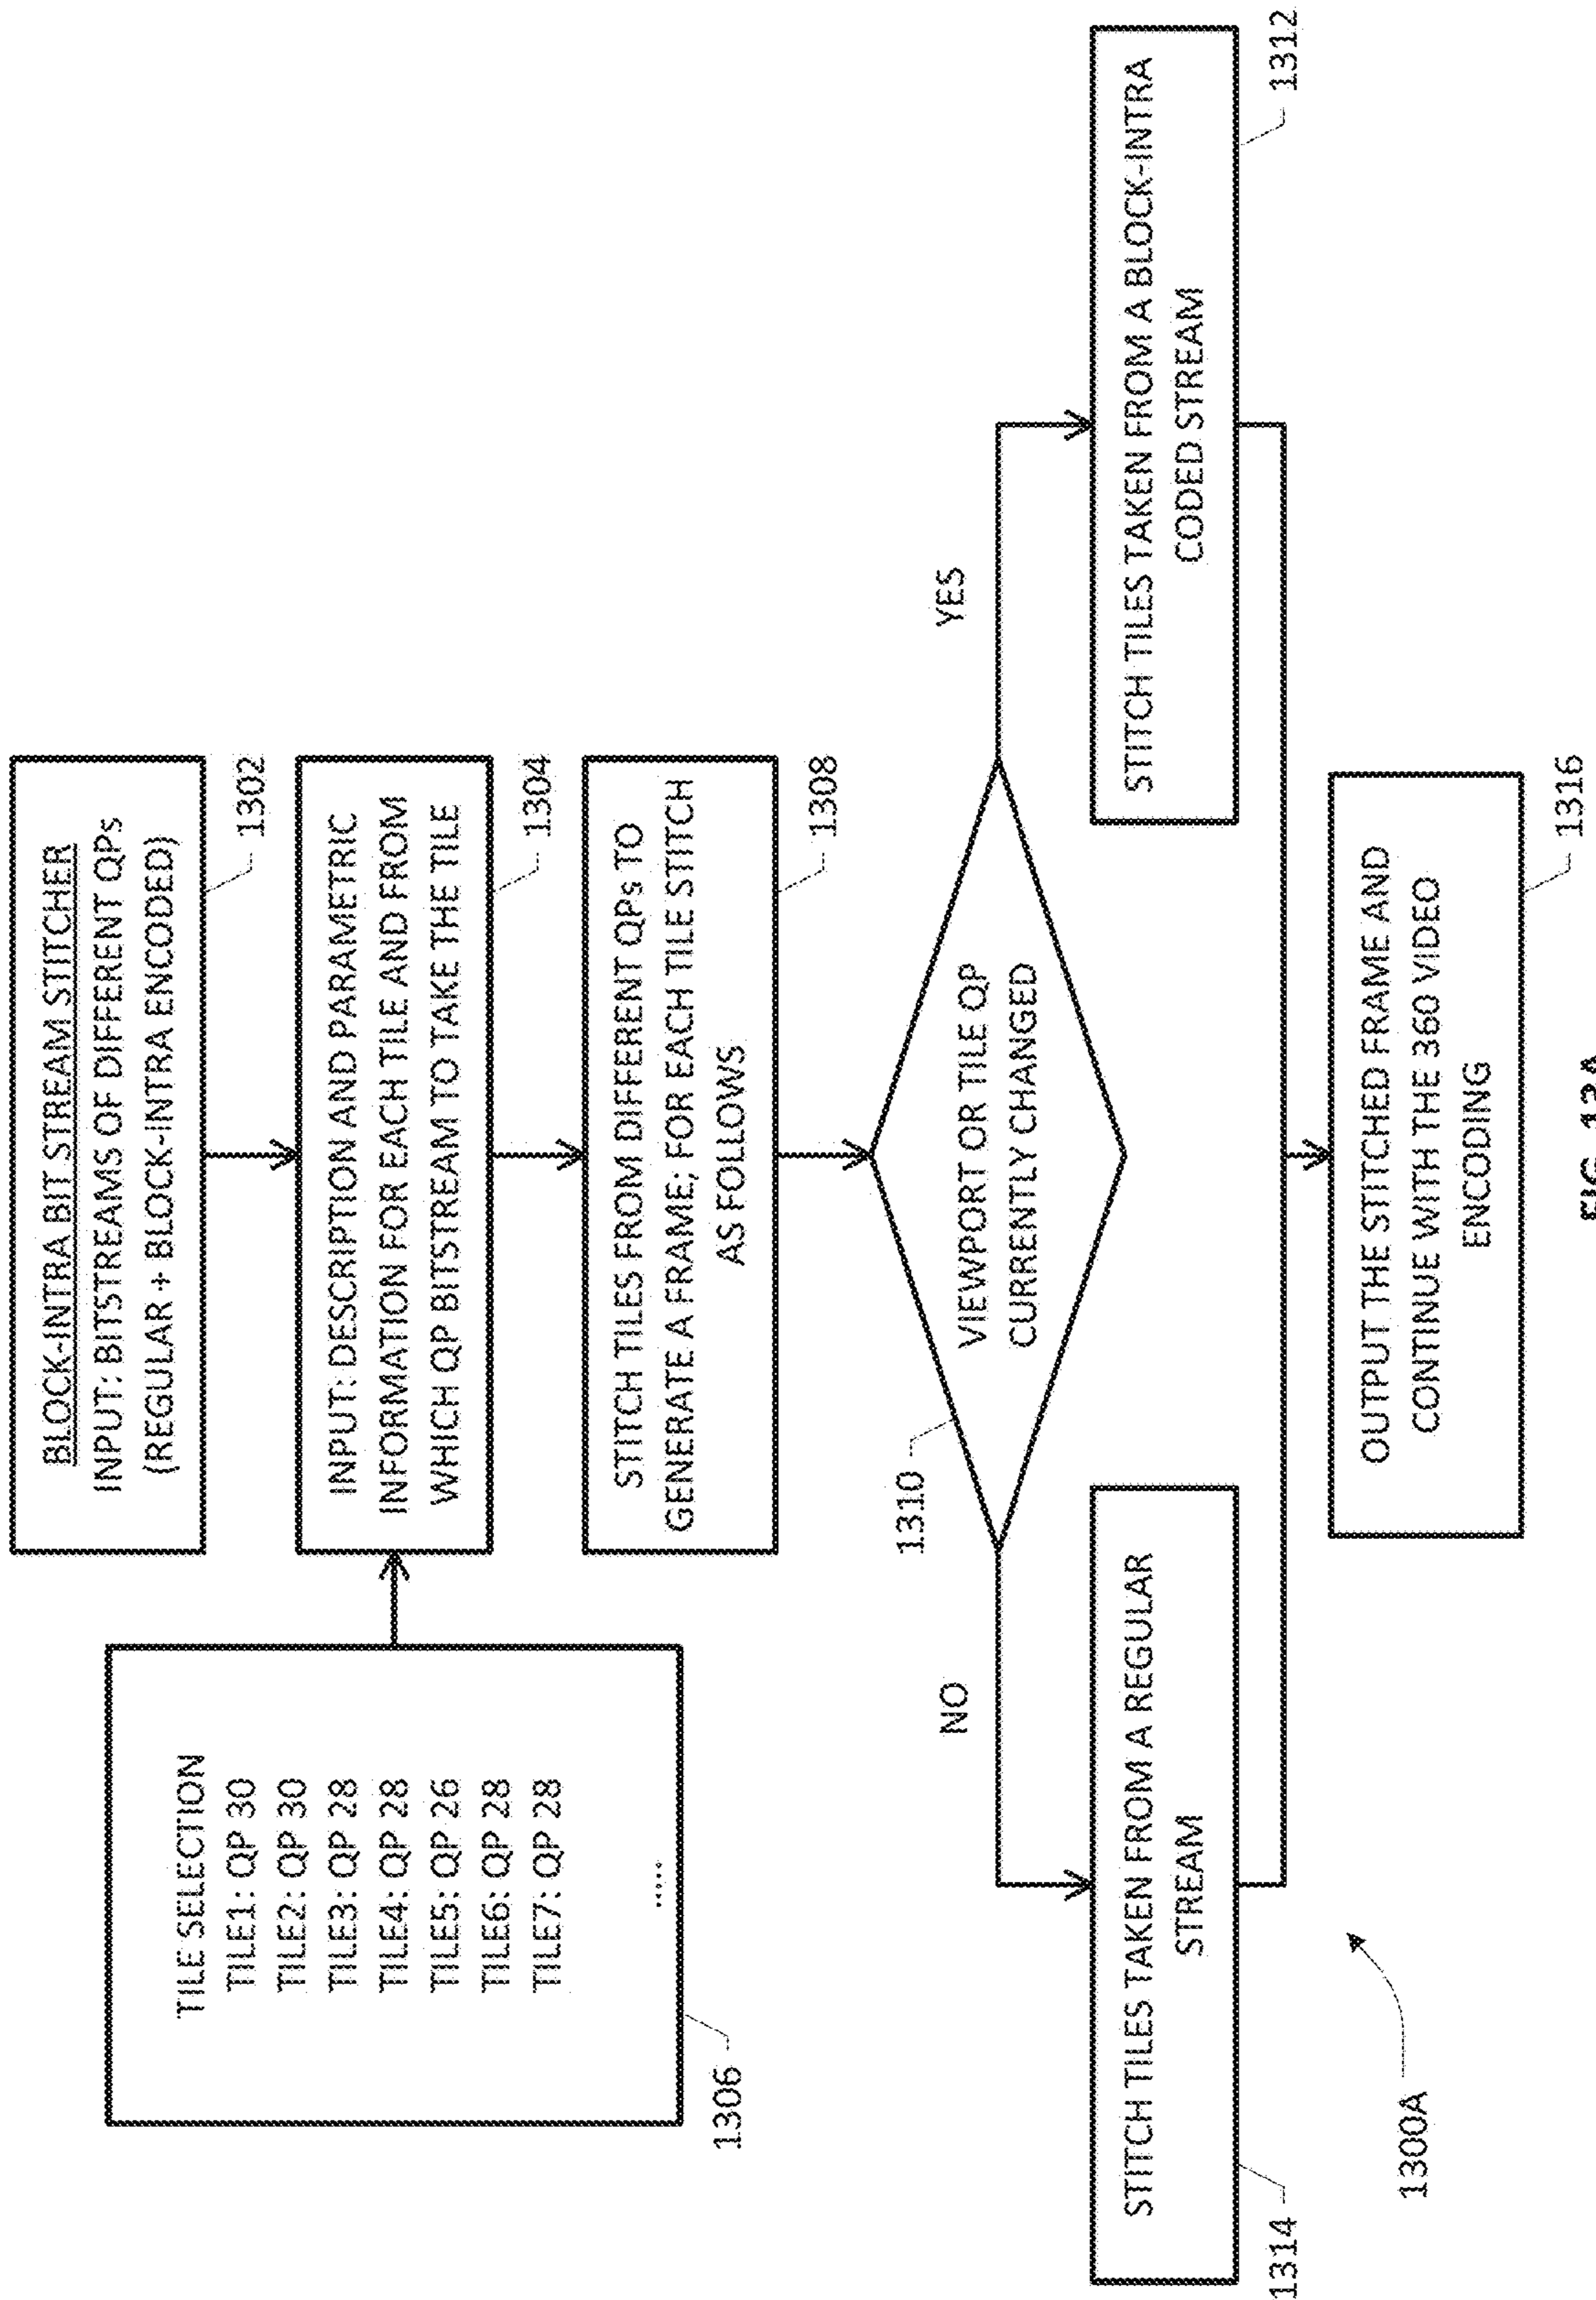 BLOCK-INTRA BIT STREAM STITCHER
INPUT: BITSTREAMS OF DIFFERENT QPs
(REGULAR + BLOCK-INTRA ENCODED)
1302
TILE SELECTION
TILE1: QP 30
TILE2: QP 30
TILE3: QP 28
TILE4: QP 28
TILE5: QP 26
TILE6: QP 28
TILE7: QP 28
.....
1306
INPUT: DESCRIPTION AND PARAMETRIC
INFORMATION FOR EACH TILE AND FROM
WHICH QP BITSTREAM TO TAKE THE TILE
1304
STITCH TILES FROM DIFFERENT QPs TO
GENERATE A FRAME; FOR EACH TILE STITCH
AS FOLLOWS
1308
1310
VIEWPORT OR TILE QP
CURRENTLY CHANGED
NO
YES
STITCH TILES TAKEN FROM A REGULAR
STREAM
1314
STITCH TILES TAKEN FROM A BLOCK-INTRA
CODED STREAM
1312
OUTPUT THE STITCHED FRAME AND
CONTINUE WITH THE 360 VIDEO
ENCODING
1316
1300A
FIG. 13A